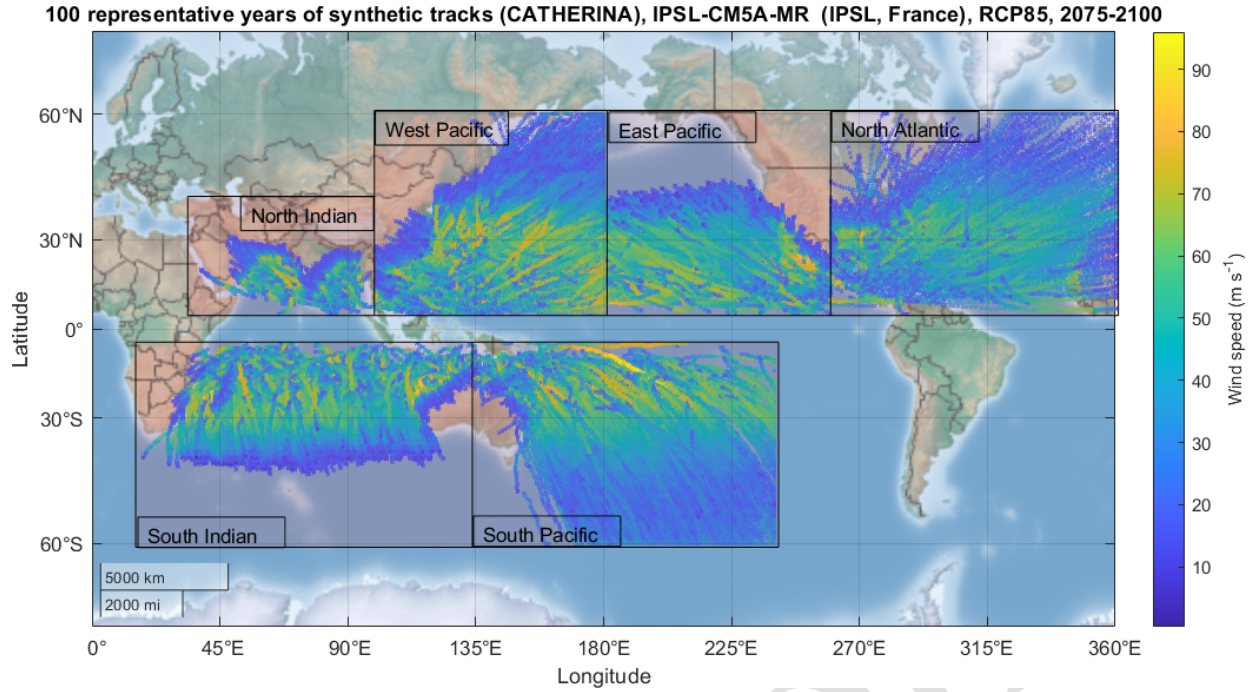 100 representative years of synthetic tracks (CATHERINA), IPSL-CM5A-MR (IPSL, France), RCP85, 2075-2100
60°N
30°N
0°
30°S
60°S
Latitude
West Pacific
East Pacific
North Atlantic
North Indian
South Indian
South Pacific
5000 km
2000 mi
0°
45°E
90°E
135°E
180°E
225°E
270°E
315°E
360°E
Longitude
90
80
70
60
50
40
30
20
10
Wind speed (m s⁻¹)